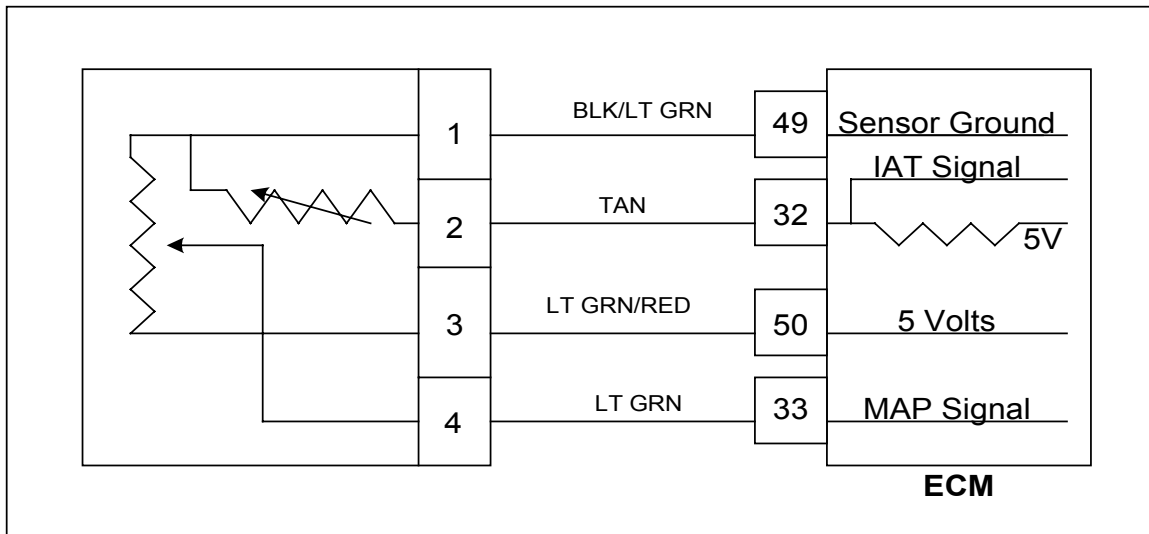 1 BLK/LT GRN 49 Sensor Ground
IAT Signal
2 TAN 32 5V
3 LT GRN/RED 50 5 Volts
4 LT GRN 33 MAP Signal
ECM